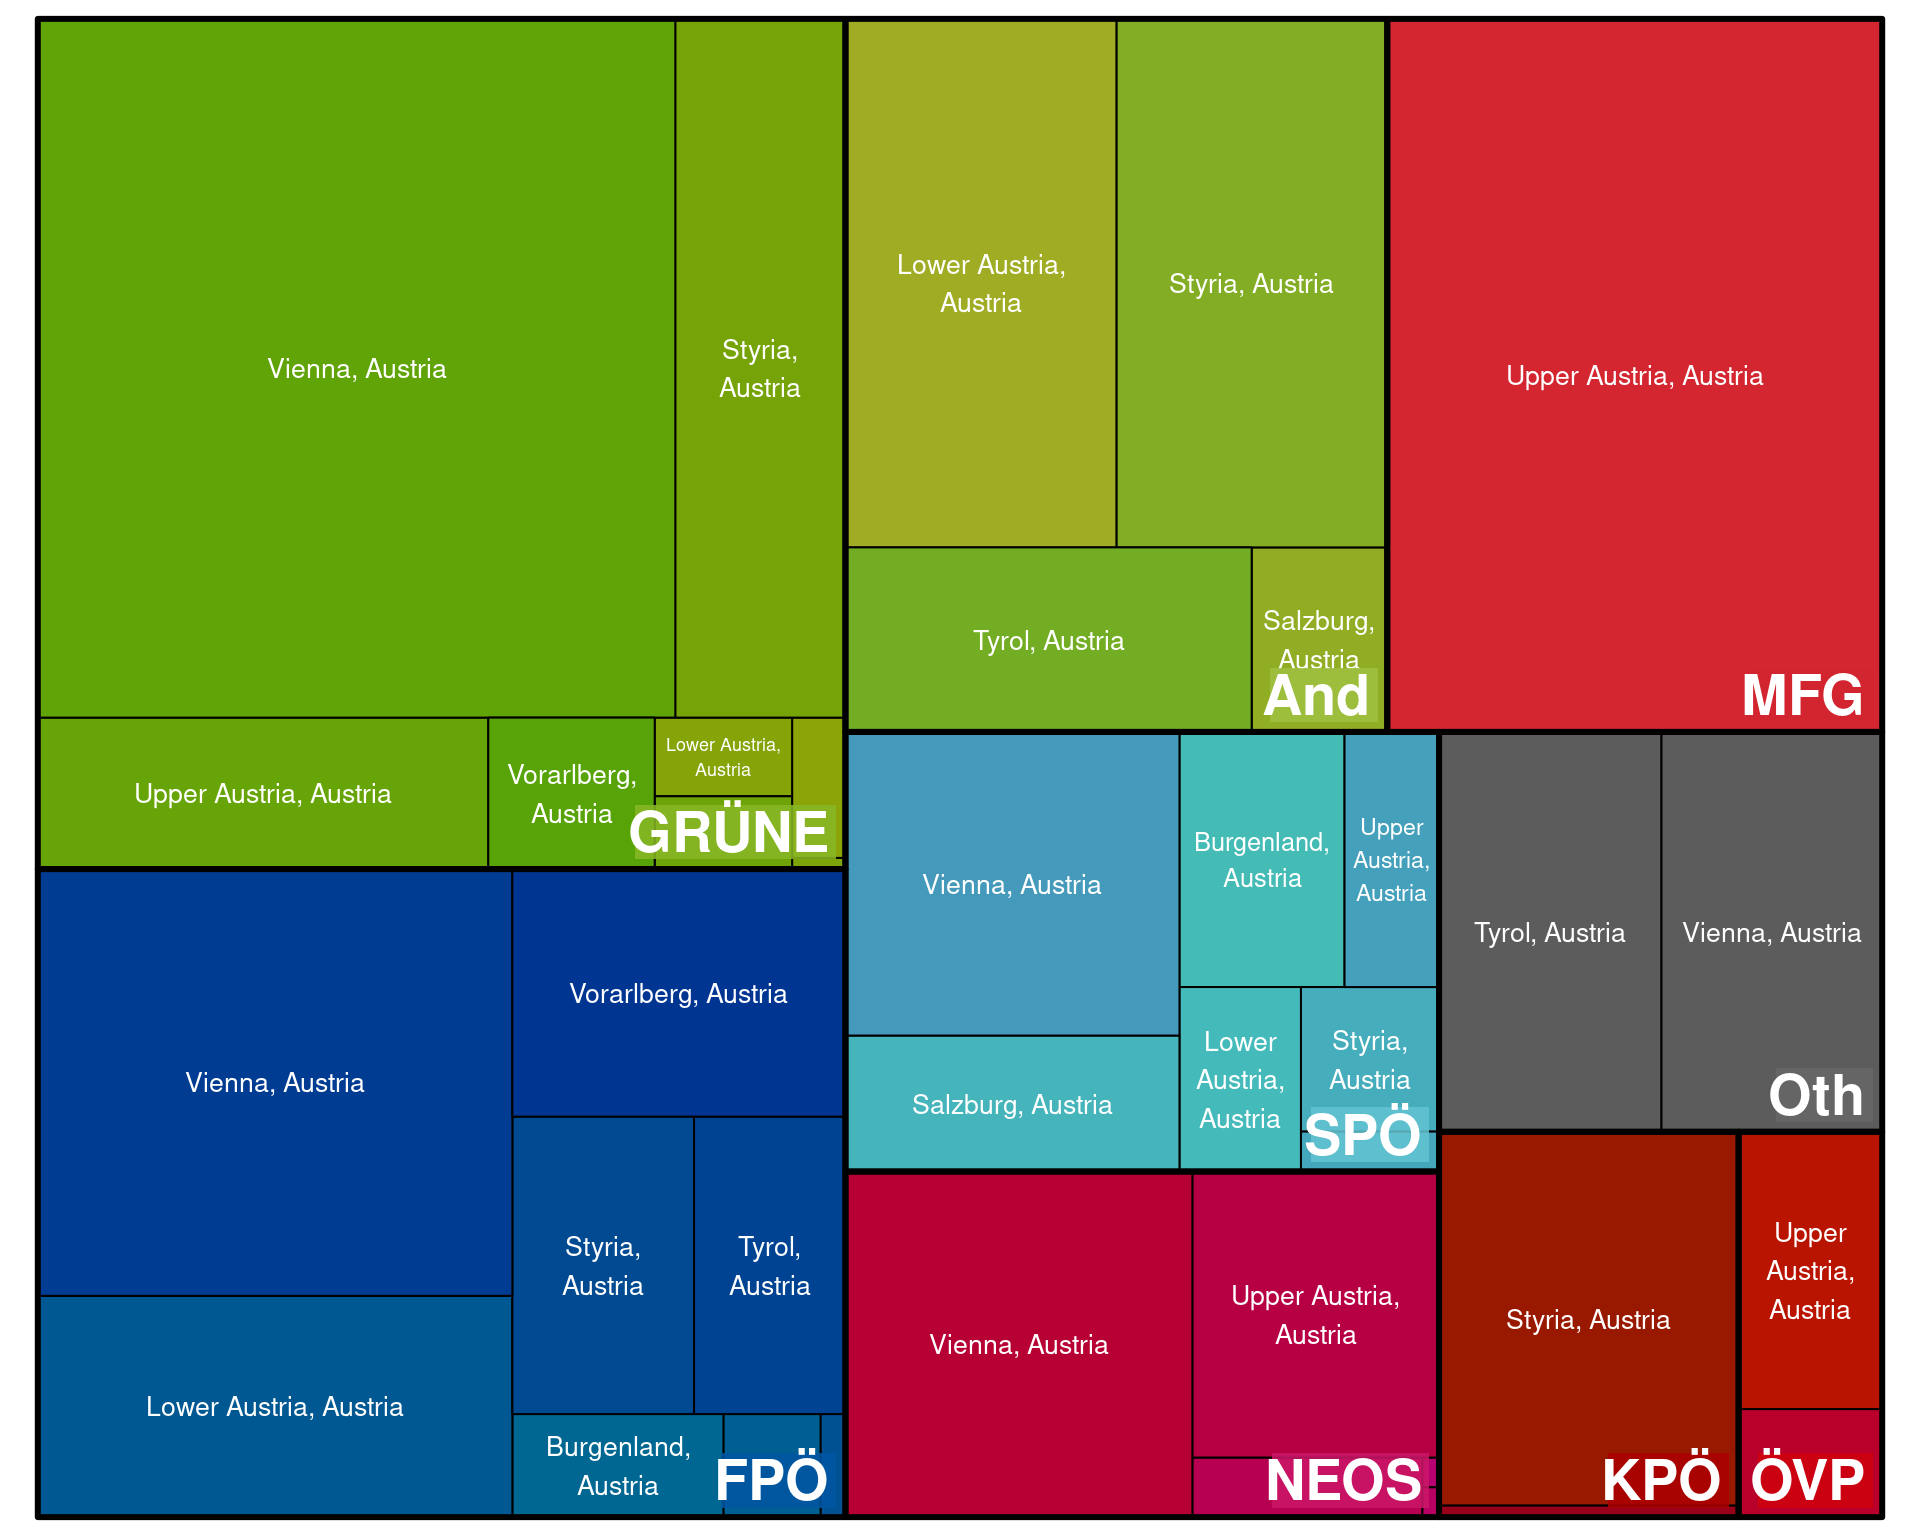 Vienna, Austria
Styria,
Austria
Upper Austria, Austria
Vorarlberg,
Austria
Lower Austria,
Austria
GRÜNE
Lower Austria,
Austria
Styria, Austria
Tyrol, Austria
Salzburg,
Austria
And
Upper Austria, Austria
MFG
Vienna, Austria
Vorarlberg, Austria
Styria,
Austria
Tyrol,
Austria
Lower Austria, Austria
Burgenland,
Austria
FPÖ
Vienna, Austria
Burgenland,
Austria
Upper
Austria,
Austria
Salzburg, Austria
Lower
Austria,
Austria
Styria,
Austria
SPÖ
Tyrol, Austria
Vienna, Austria
Oth
Vienna, Austria
Upper Austria,
Austria
NEOS
Styria, Austria
KPÖ
Upper
Austria,
Austria
ÖVP